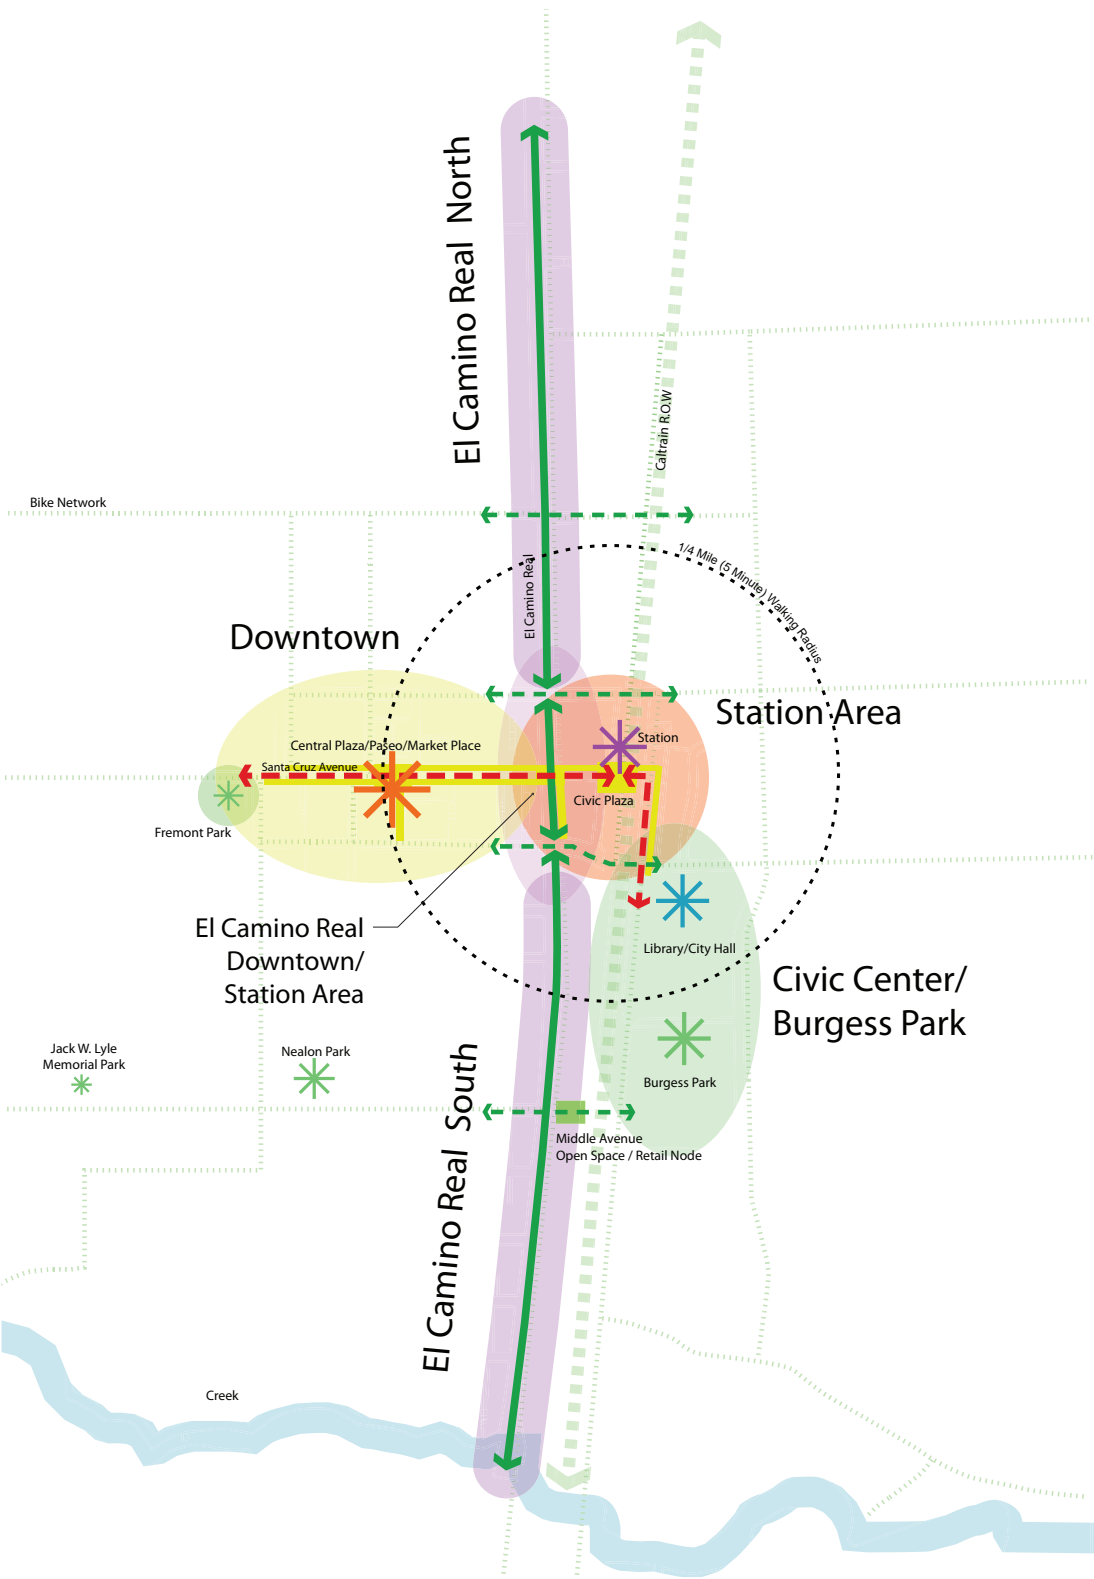 El Camino Real North
Caltrain R.O.W
Bike Network
1/4 Mile (5 Minute) Walking Radius
El Camino Real
Downtown
Station Area
Station
Central Plaza/Paseo/Market Place
Santa Cruz Avenue
Civic Plaza
Fremont Park
El Camino Real
Downtown/
Station Area
Library/City Hall
Civic Center/
Burgess Park
Jack W. Lyle
Memorial Park
Nealon Park
Burgess Park
El Camino Real South
Middle Avenue
Open Space / Retail Node
Creek